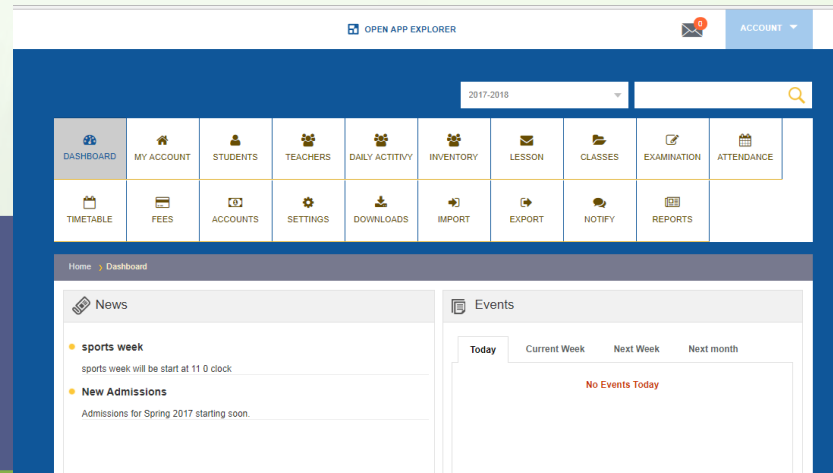 OPEN APP EXPLORER
0
ACCOUNT
2017-2018
DASHBOARD MY ACCOUNT STUDENTS TEACHERS DAILY ACTITIVY INVENTORY LESSON CLASSES EXAMINATION ATTENDANCE
TIMETABLE FEES ACCOUNTS SETTINGS DOWNLOADS IMPORT EXPORT NOTIFY REPORTS
Home Dashboard
News
sports week
sports week will be start at 11 0 clock
New Admissions
Admissions for Spring 2017 starting soon.
Events
Today Current Week Next Week Next month
No Events Today